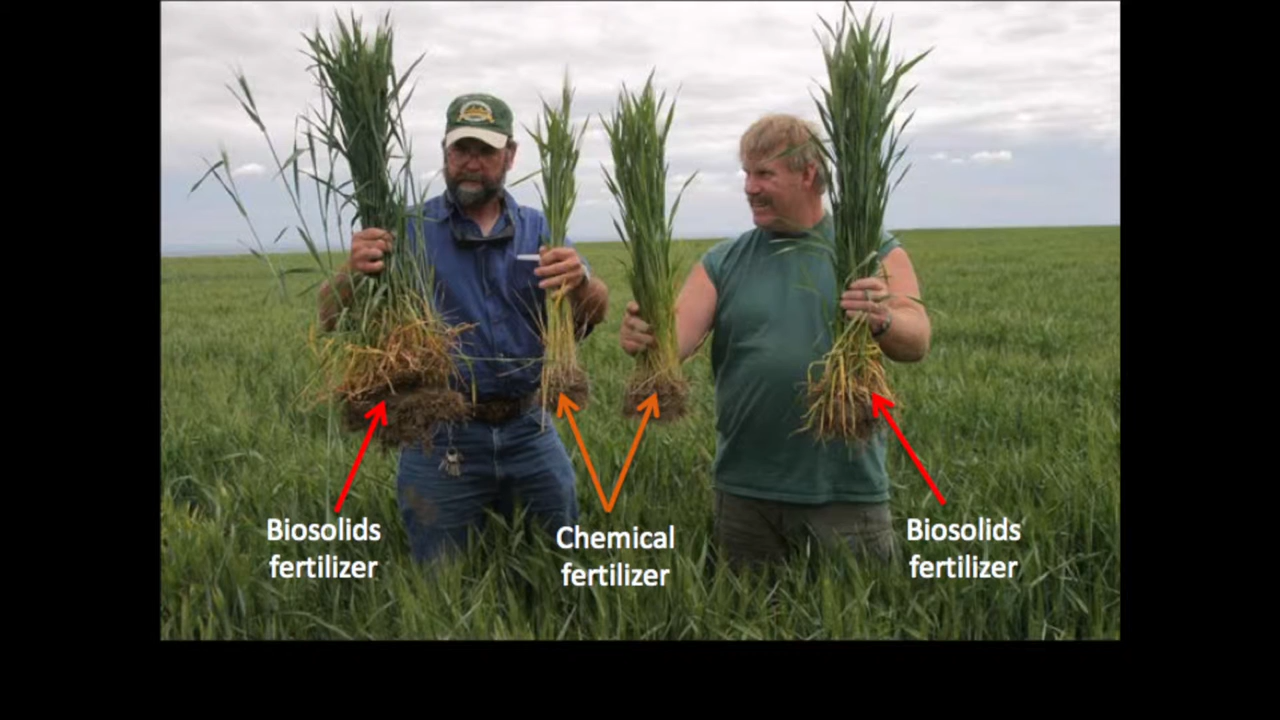 Biosolids
fertilizer
Chemical
fertilizer
Biosolids
fertilizer